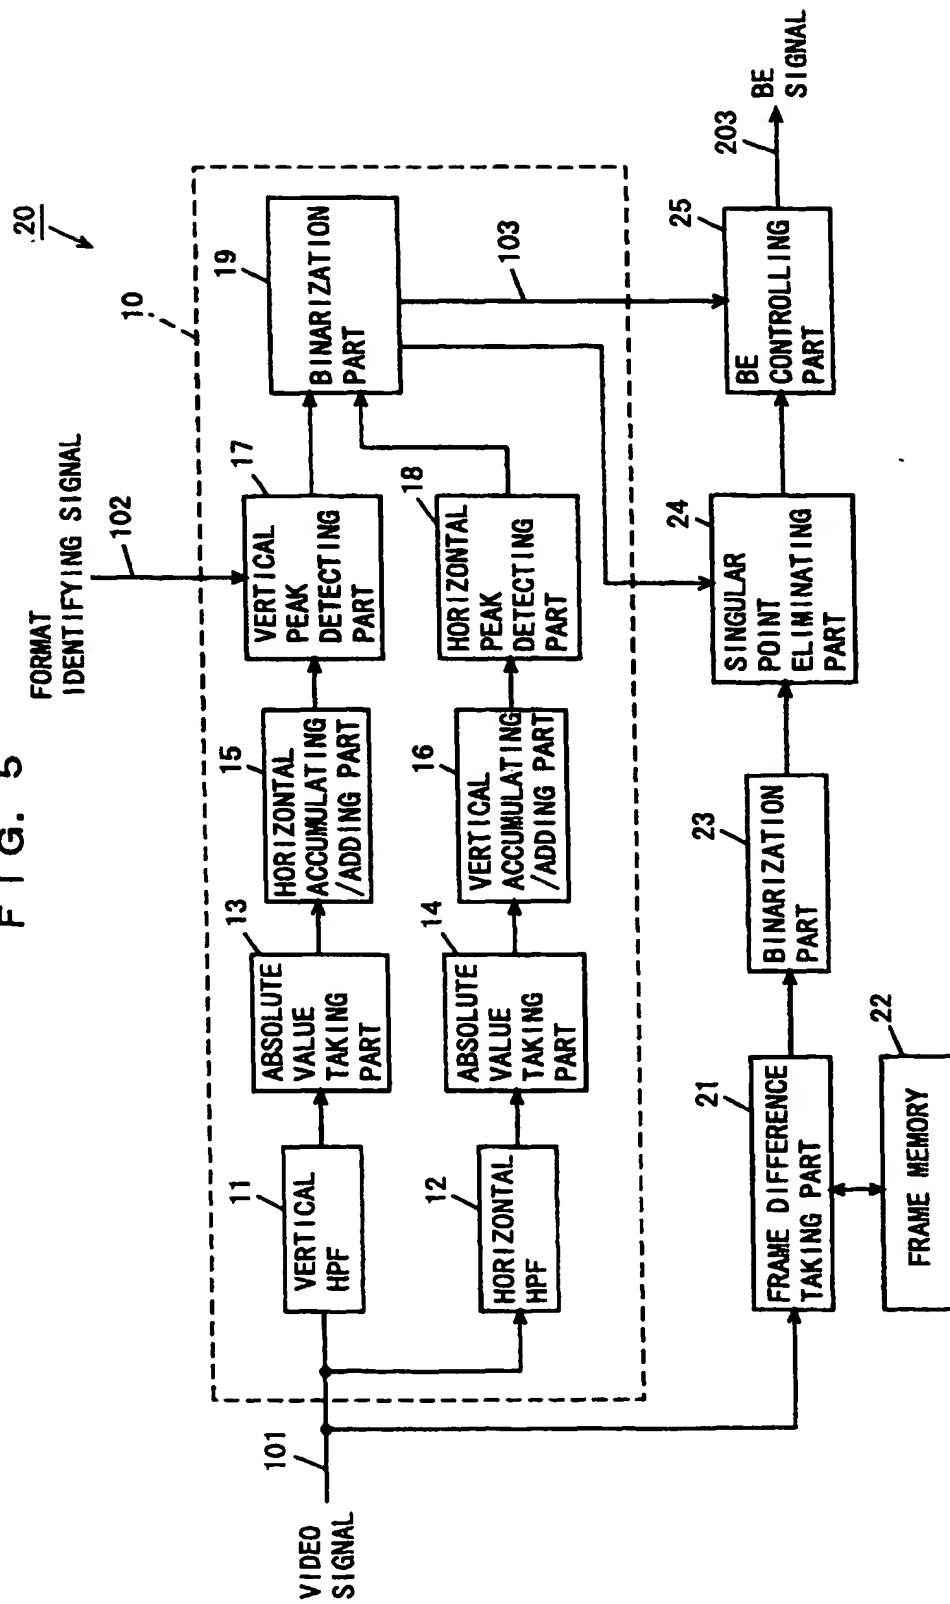 FIG. 5
20
FORMAT
IDENTIFYING SIGNAL
102
10
VIDEO
SIGNAL
101
11
VERTICAL
HPF
13
ABSOLUTE
VALUE
TAKING
PART
15
HORIZONTAL
ACCUMULATING
/ADDING PART
17
VERTICAL
PEAK
DETECTING
PART
19
BINARIZATION
PART
12
HORIZONTAL
HPF
14
ABSOLUTE
VALUE
TAKING
PART
16
VERTICAL
ACCUMULATING
/ADDING PART
18
HORIZONTAL
PEAK
DETECTING
PART
103
21
FRAME DIFFERENCE
TAKING PART
22
FRAME MEMORY
23
BINARIZATION
PART
24
SINGULAR
POINT
ELIMINATING
PART
25
BE
CONTROLLING
PART
203
BE
SIGNAL